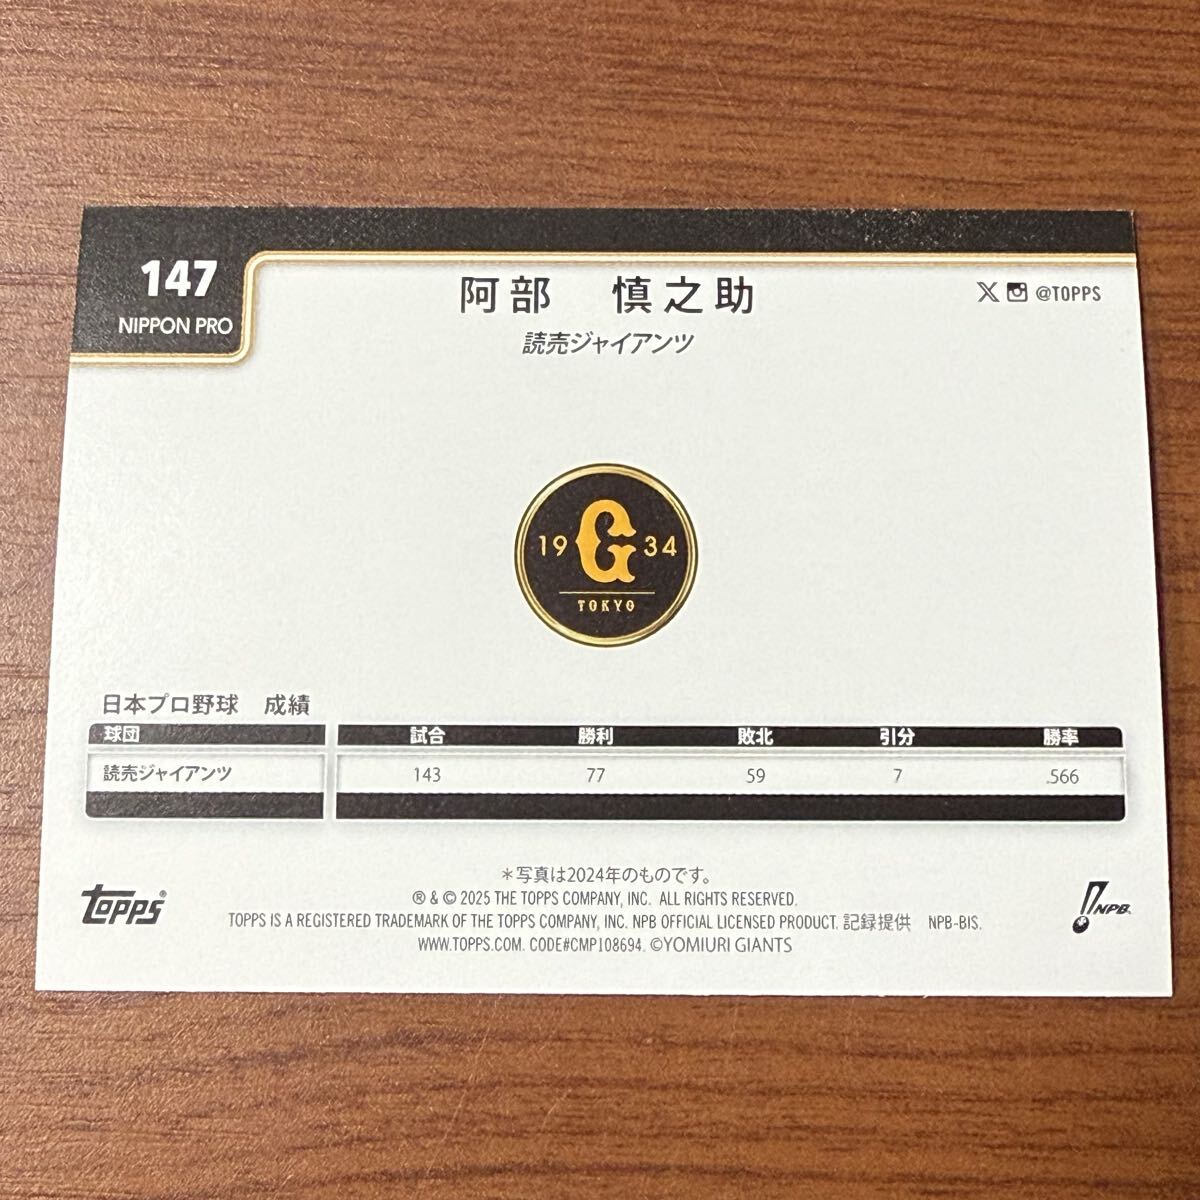 147
NIPPON PRO
阿部 慎之助
読売ジャイアンツ
@TOPPS
19 G 34
TOKYO
日本プロ野球 成績
球団 試合 勝利 敗北 引分 勝率
読売ジャイアンツ 143 77 59 7 .566
*写真は2024年のものです。
® & © 2025 THE TOPPS COMPANY, INC. ALL RIGHTS RESERVED.
TOPPS IS A REGISTERED TRADEMARK OF THE TOPPS COMPANY, INC. NPB OFFICIAL LICENSED PRODUCT. 記録提供 NPB-BIS.
WWW.TOPPS.COM. CODE#CMP108694. ©YOMIURI GIANTS
TOPPS®
NPB